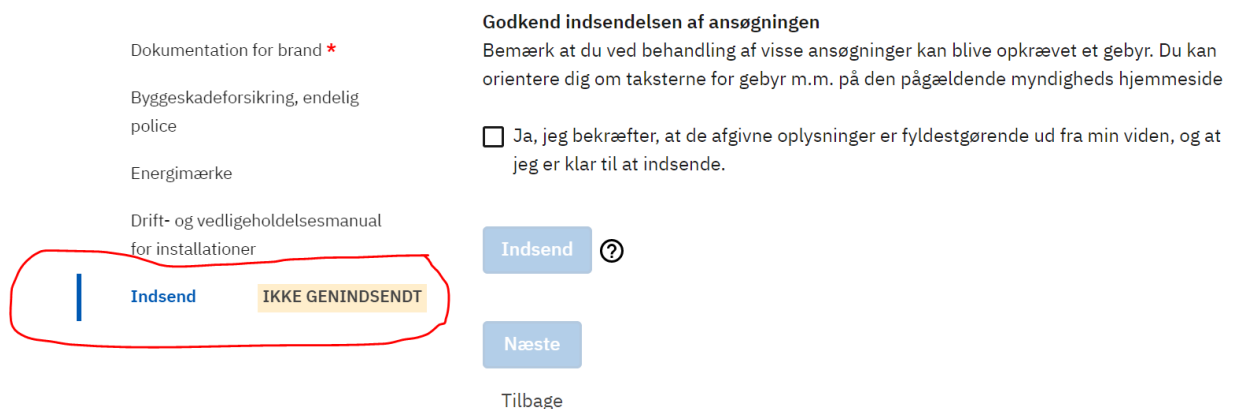 Dokumentation for brand *
Byggeskadeforsikring, endelig
police
Energimærke
Drift- og vedligeholdelsesmanual
for installationer
Indsend IKKE GENINDSENDT
Godkend indsendelsen af ansøgningen
Bemærk at du ved behandling af visse ansøgninger kan blive opkrævet et gebyr. Du kan
orientere dig om taksterne for gebyr m.m. på den pågældende myndigheds hjemmeside
Ja, jeg bekræfter, at de afgivne oplysninger er fyldestgørende ud fra min viden, og at
jeg er klar til at indsende.
Indsend ?
Næste
Tilbage